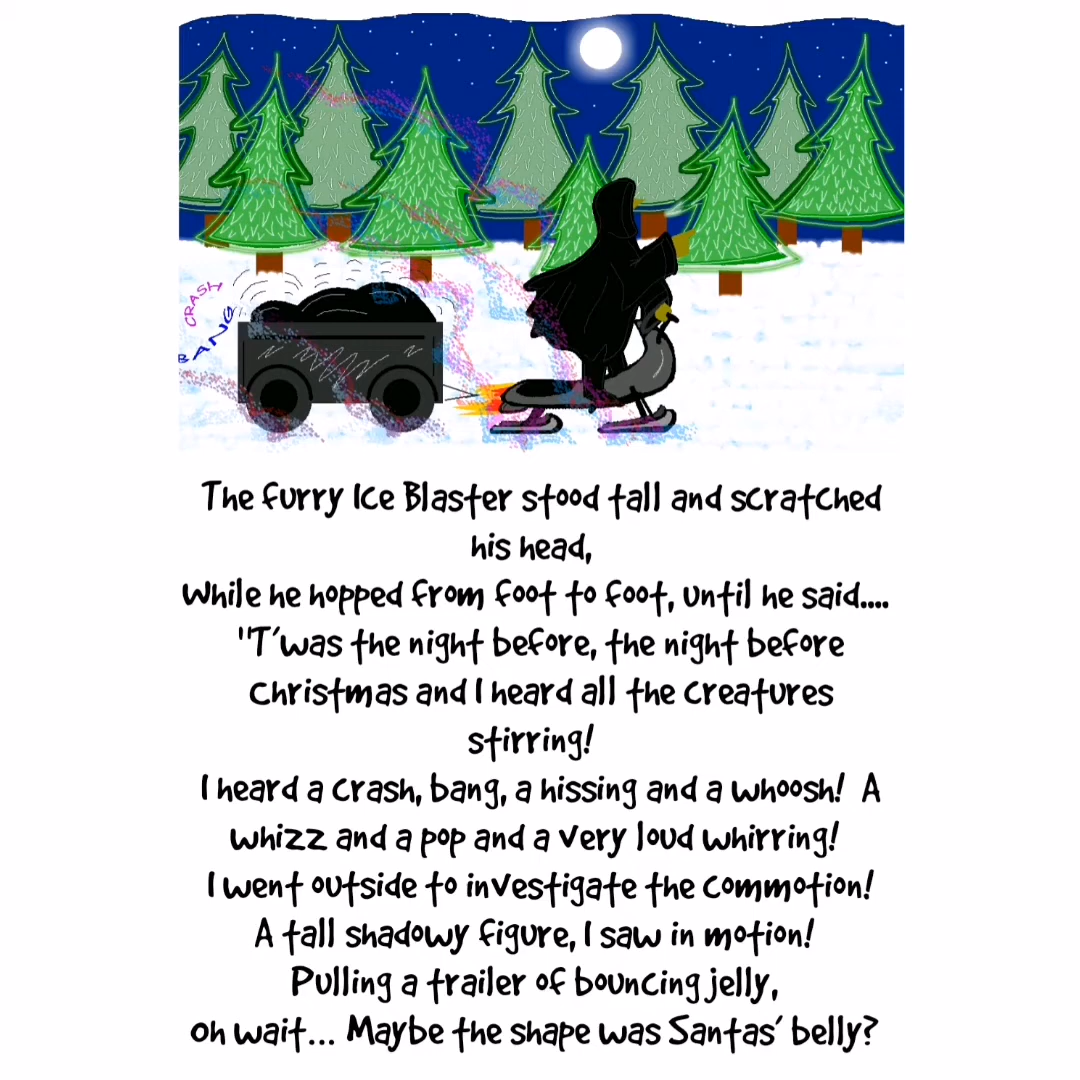 CRASH
BANG
The furry Ice Blaster stood tall and scratched
his head,
While he hopped from foot to foot, until he said....
"T'was the night before, the night before
Christmas and I heard all the creatures
stirring!
I heard a crash, bang, a hissing and a whoosh! A
whizz and a pop and a very loud whirring!
I went outside to investigate the commotion!
A tall shadowy figure, I saw in motion!
Pulling a trailer of bouncing jelly,
oh wait... Maybe the shape was Santas' belly?